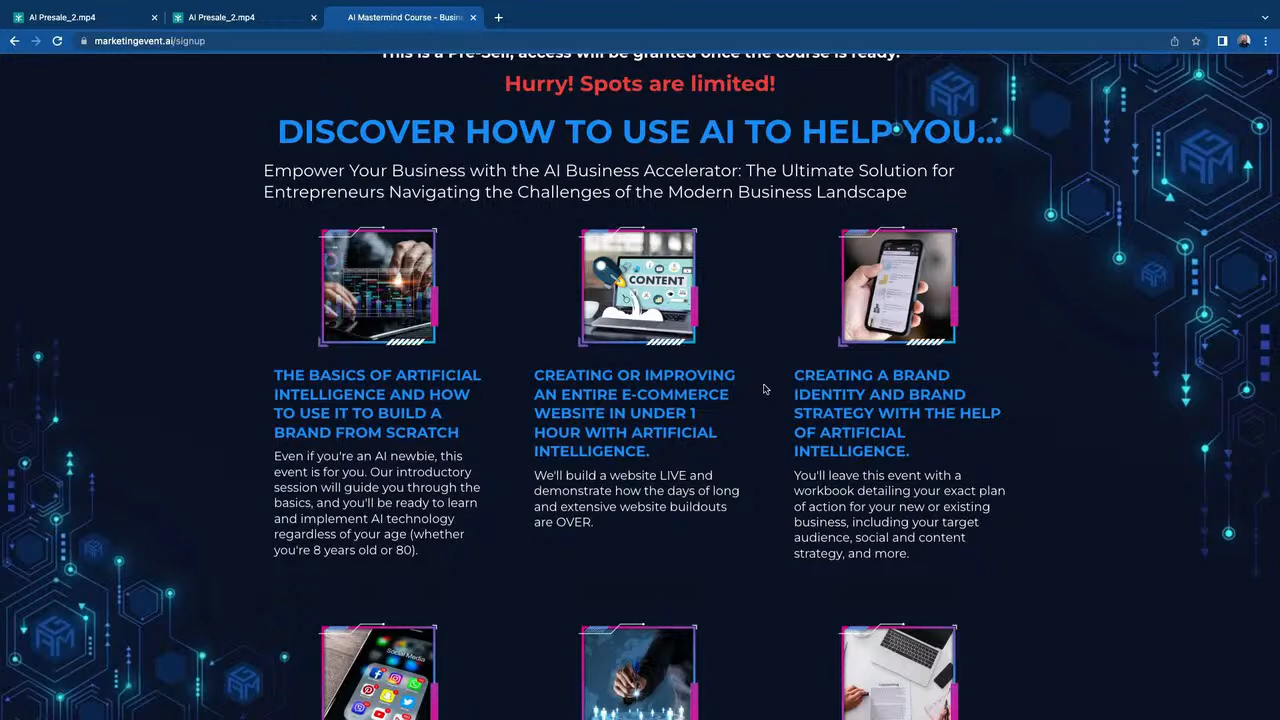 AI Presale_2.mp4
AI Presale_2.mp4
AI Mastermind Course - Busin
marketingevent.ai/signup
This is a Pre-Sell, access will be granted once the course is ready.
Hurry! Spots are limited!
DISCOVER HOW TO USE AI TO HELP YOU...
Empower Your Business with the AI Business Accelerator: The Ultimate Solution for
Entrepreneurs Navigating the Challenges of the Modern Business Landscape
CONTENT
THE BASICS OF ARTIFICIAL
INTELLIGENCE AND HOW
TO USE IT TO BUILD A
BRAND FROM SCRATCH
Even if you're an AI newbie, this
event is for you. Our introductory
session will guide you through the
basics, and you'll be ready to learn
and implement AI technology
regardless of your age (whether
you're 8 years old or 80).
CREATING OR IMPROVING
AN ENTIRE E-COMMERCE
WEBSITE IN UNDER 1
HOUR WITH ARTIFICIAL
INTELLIGENCE.
We'll build a website LIVE and
demonstrate how the days of long
and extensive website buildouts
are OVER.
CREATING A BRAND
IDENTITY AND BRAND
STRATEGY WITH THE HELP
OF ARTIFICIAL
INTELLIGENCE.
You'll leave this event with a
workbook detailing your exact plan
of action for your new or existing
business, including your target
audience, social and content
strategy, and more.
Social Media